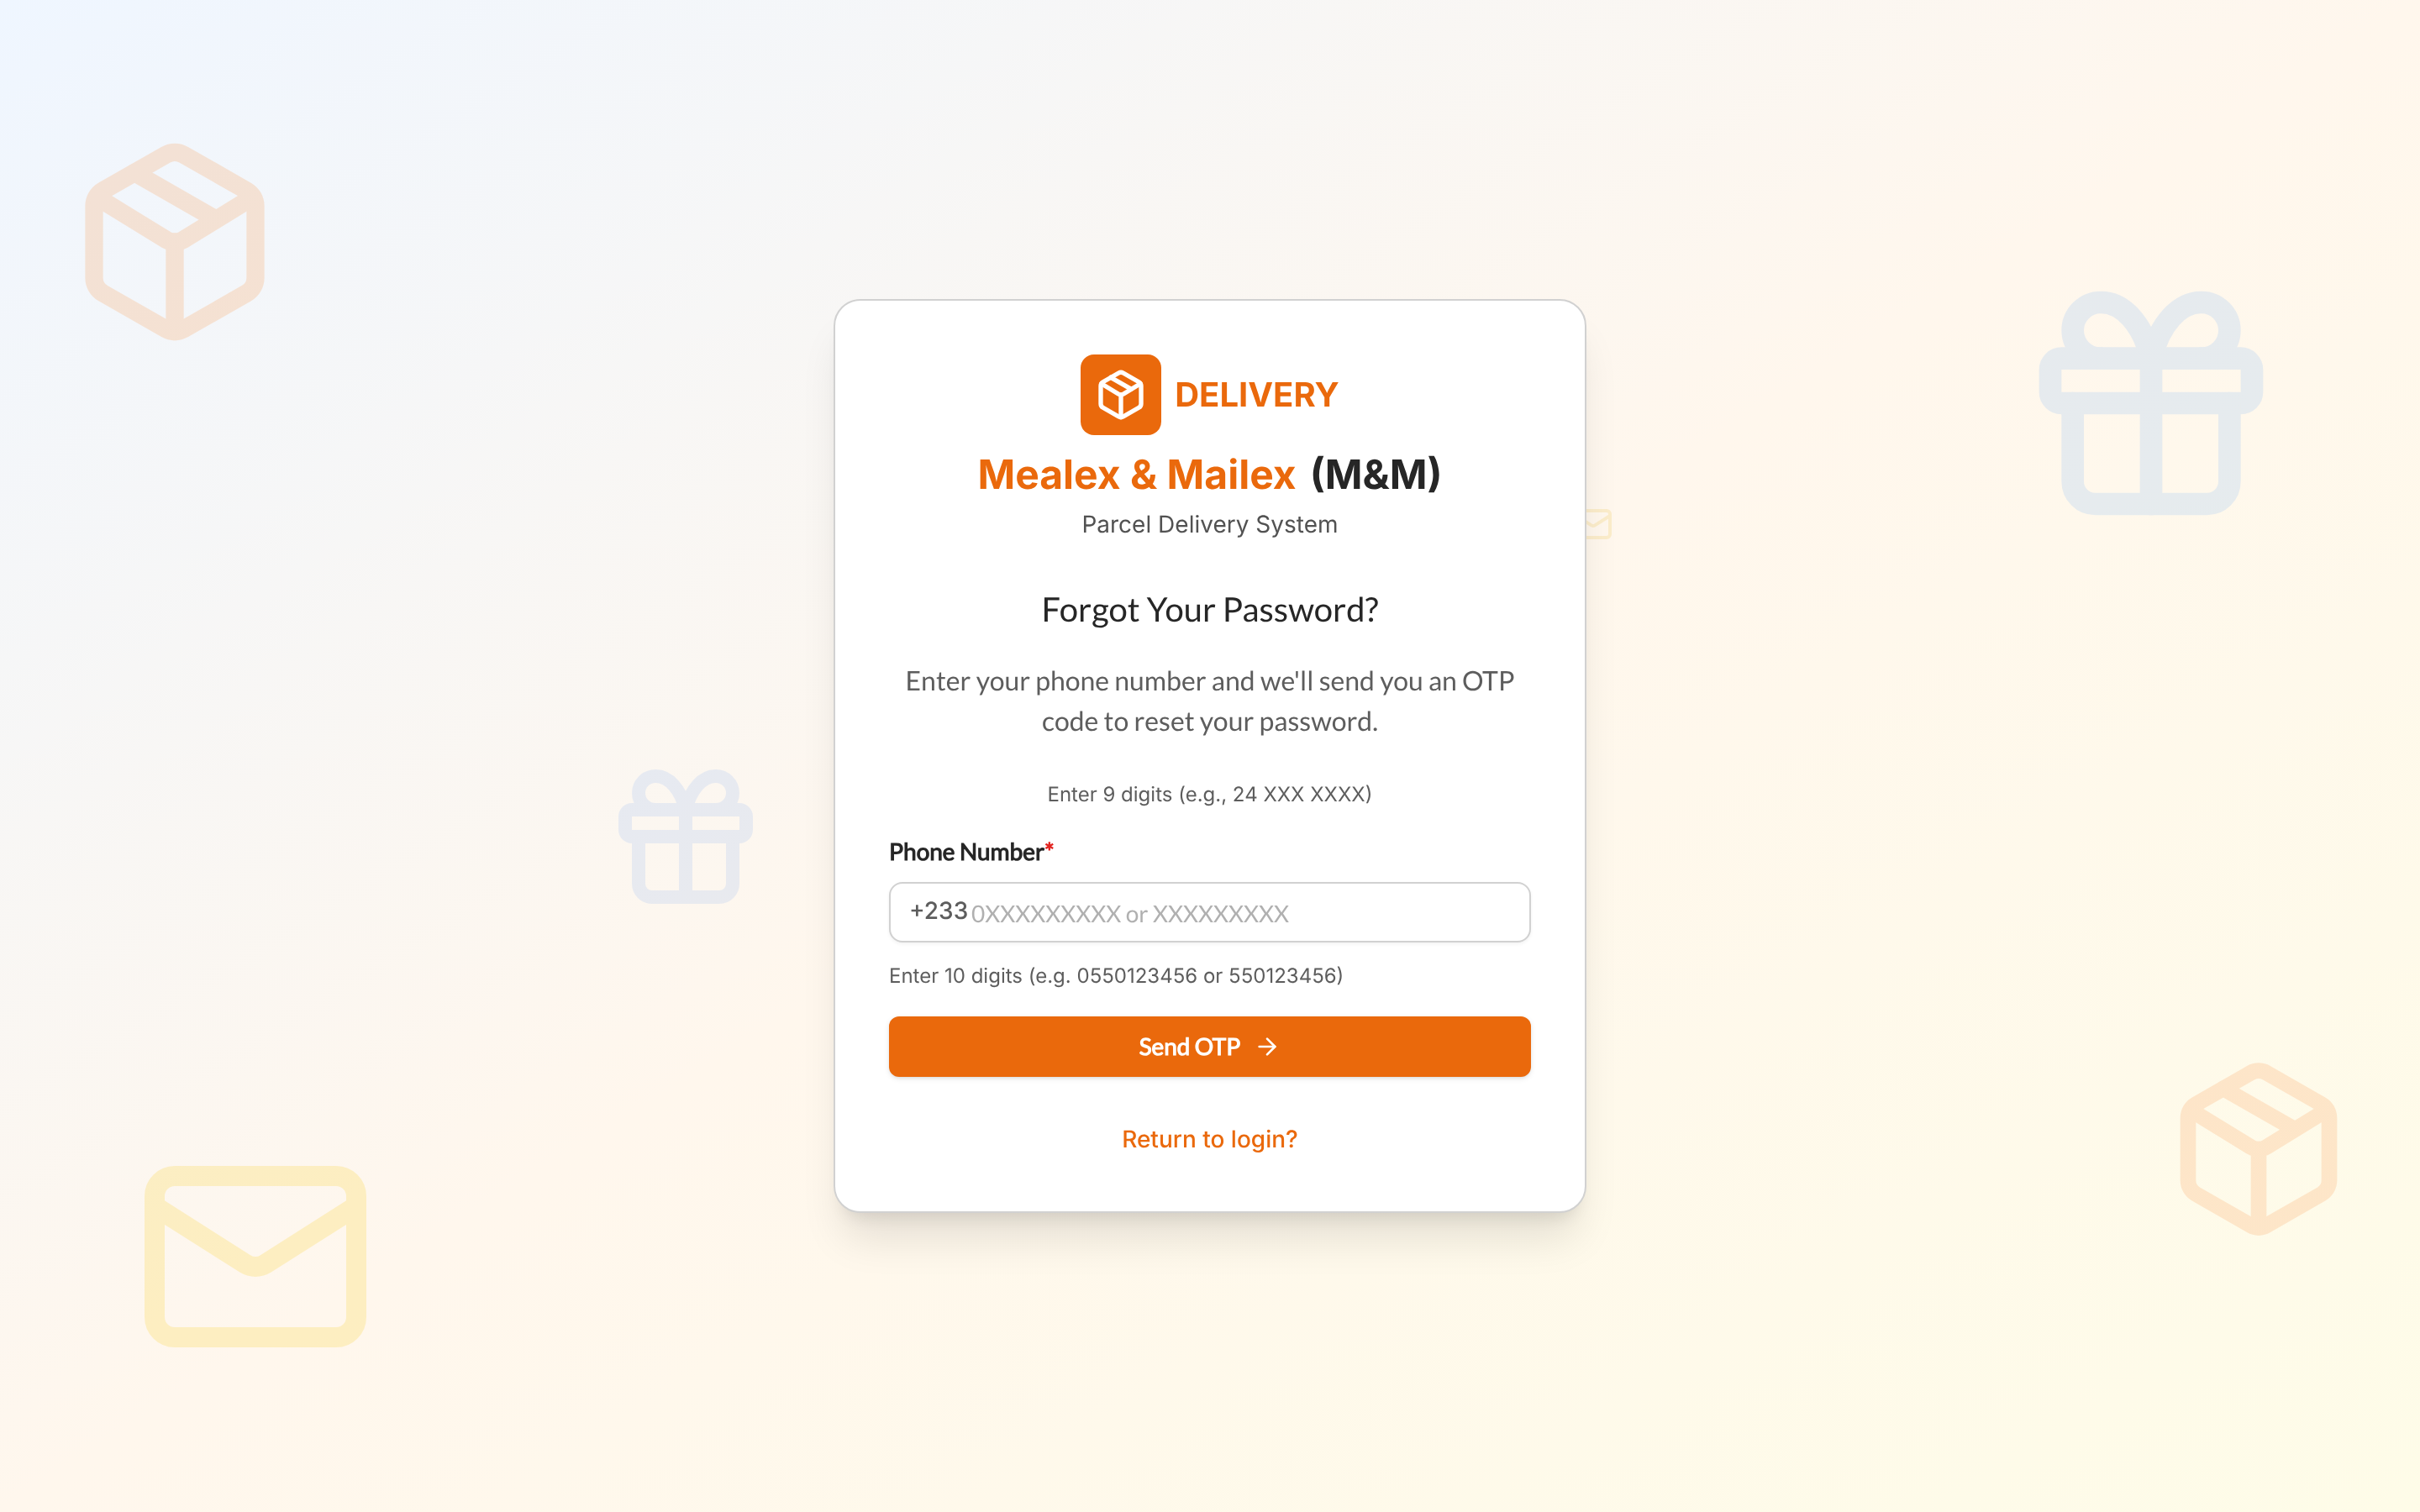 DELIVERY
Mealex & Mailex (M&M)
Parcel Delivery System
Forgot Your Password?
Enter your phone number and we'll send you an OTP
code to reset your password.
Enter 9 digits (e.g., 24 XXX XXXX)
Phone Number*
+233 0XXXXXXXXX or XXXXXXXXX
Enter 10 digits (e.g. 0550123456 or 550123456)
Send OTP →
Return to login?